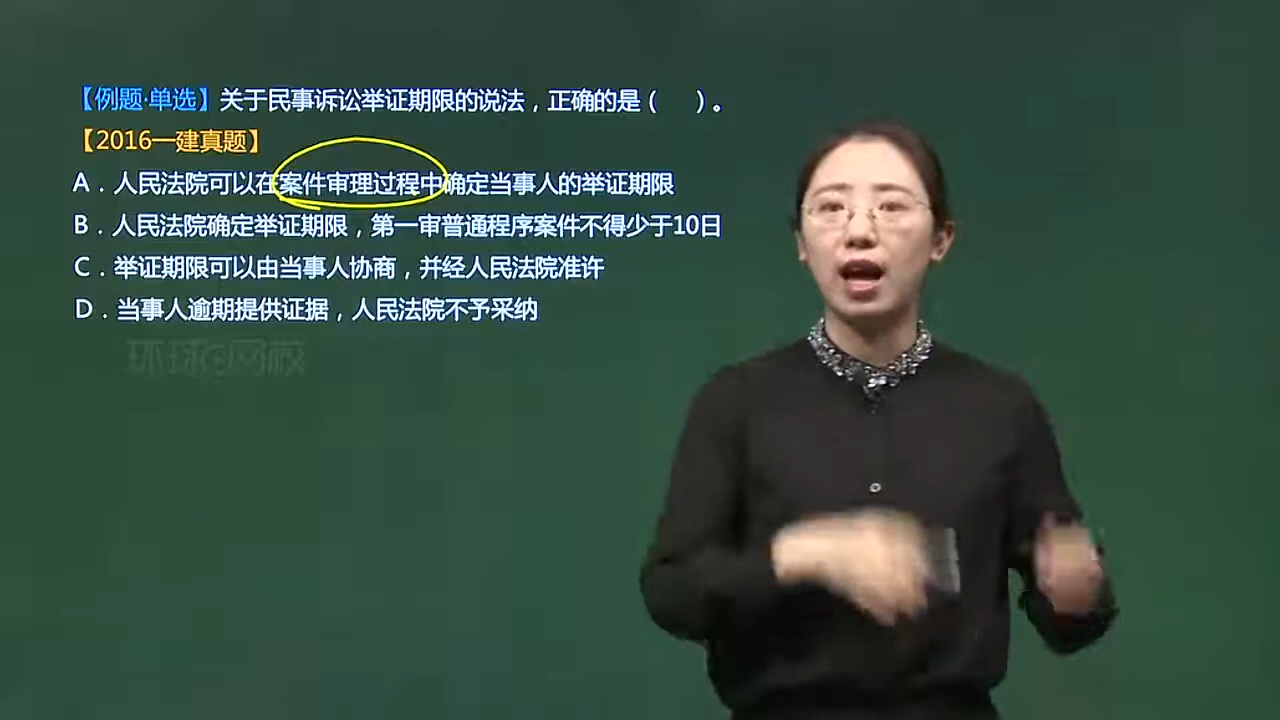 【例题·单选】关于民事诉讼举证期限的说法，正确的是（    ）。
【2016一建真题】
A．人民法院可以在案件审理过程中确定当事人的举证期限
B．人民法院确定举证期限，第一审普通程序案件不得少于10日
C．举证期限可以由当事人协商，并经人民法院准许
D．当事人逾期提供证据，人民法院不予采纳
环球@网校